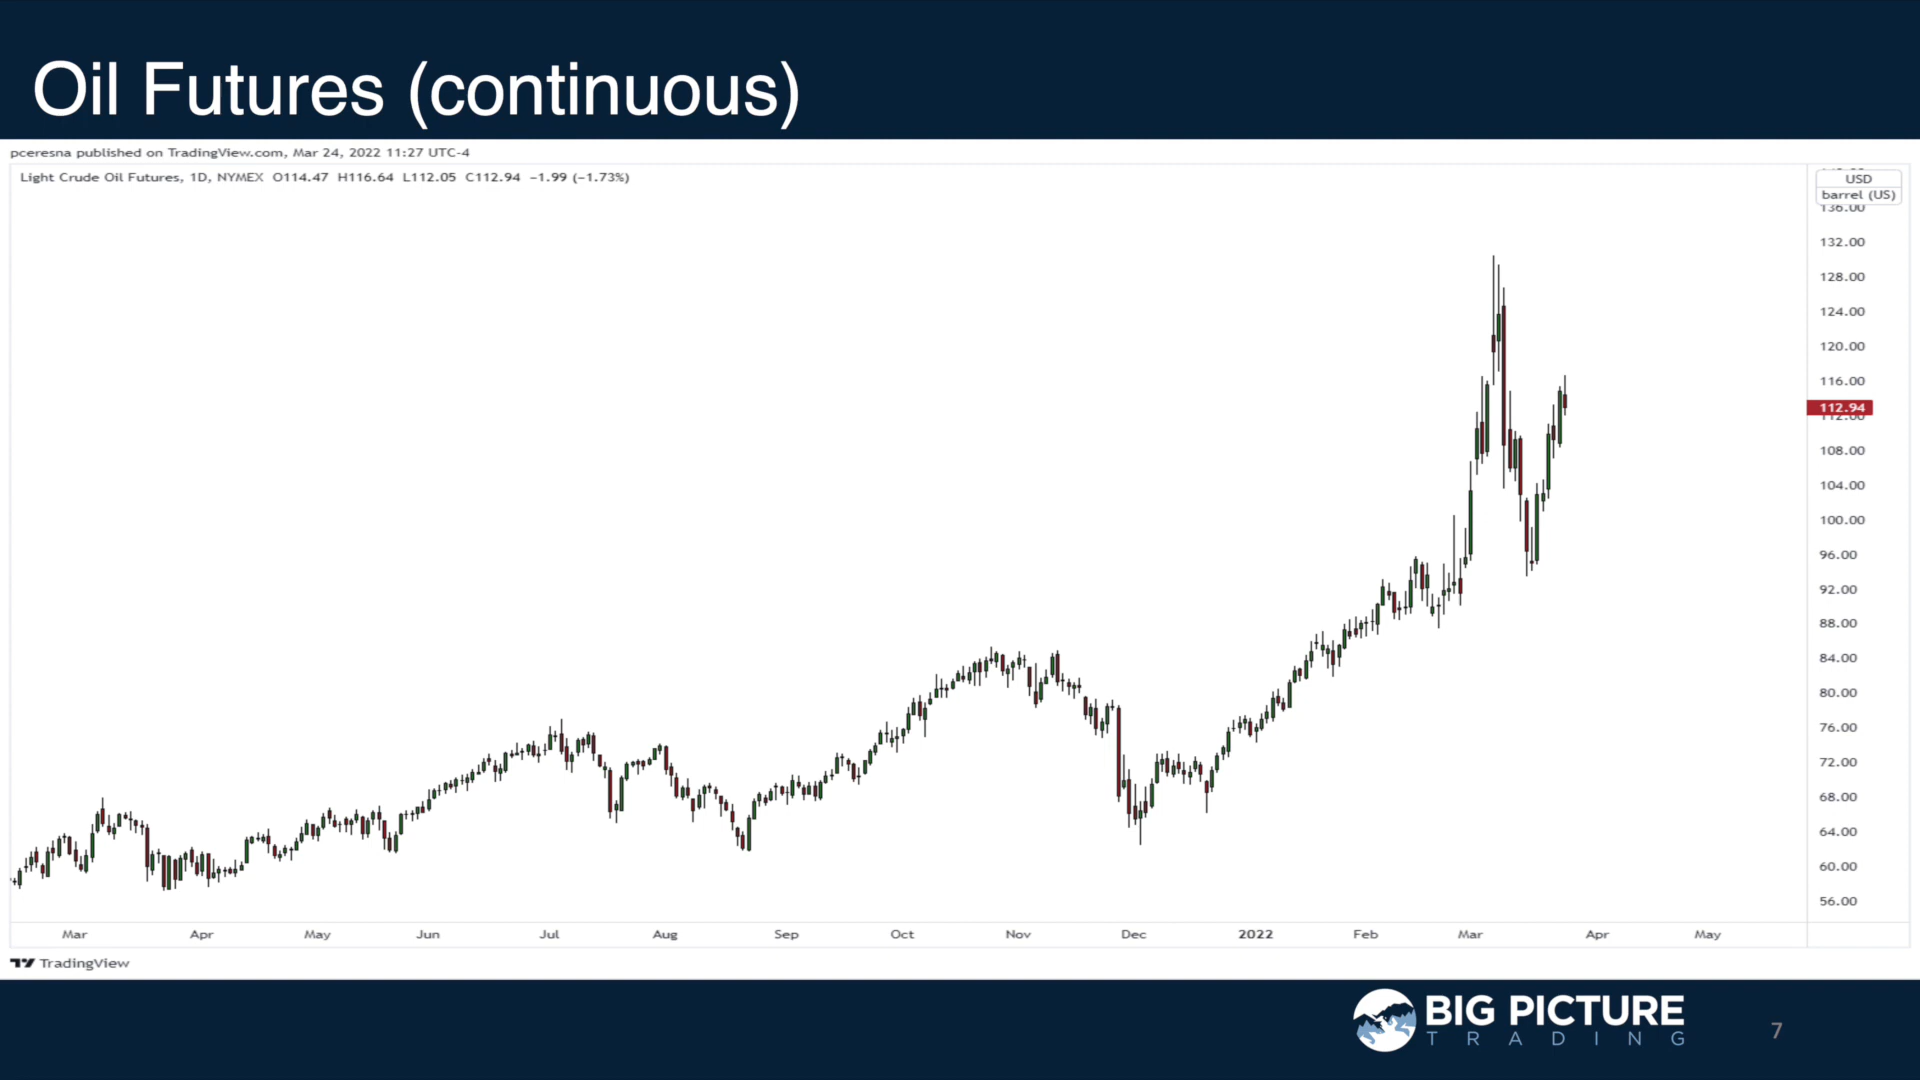 Oil Futures (continuous)
pceresna published on TradingView.com, Mar 24, 2022 11:27 UTC-4
Light Crude Oil Futures, 1D, NYMEX O114.47 H116.64 L112.05 C112.94 −1.99 (−1.73%)
USD
barrel (US)
136.00
132.00
128.00
124.00
120.00
116.00
112.94
112.00
108.00
104.00
100.00
96.00
92.00
88.00
84.00
80.00
76.00
72.00
68.00
64.00
60.00
56.00
Mar Apr May Jun Jul Aug Sep Oct Nov Dec 2022 Feb Mar Apr May
TradingView
BIG PICTURE
TRADING
7